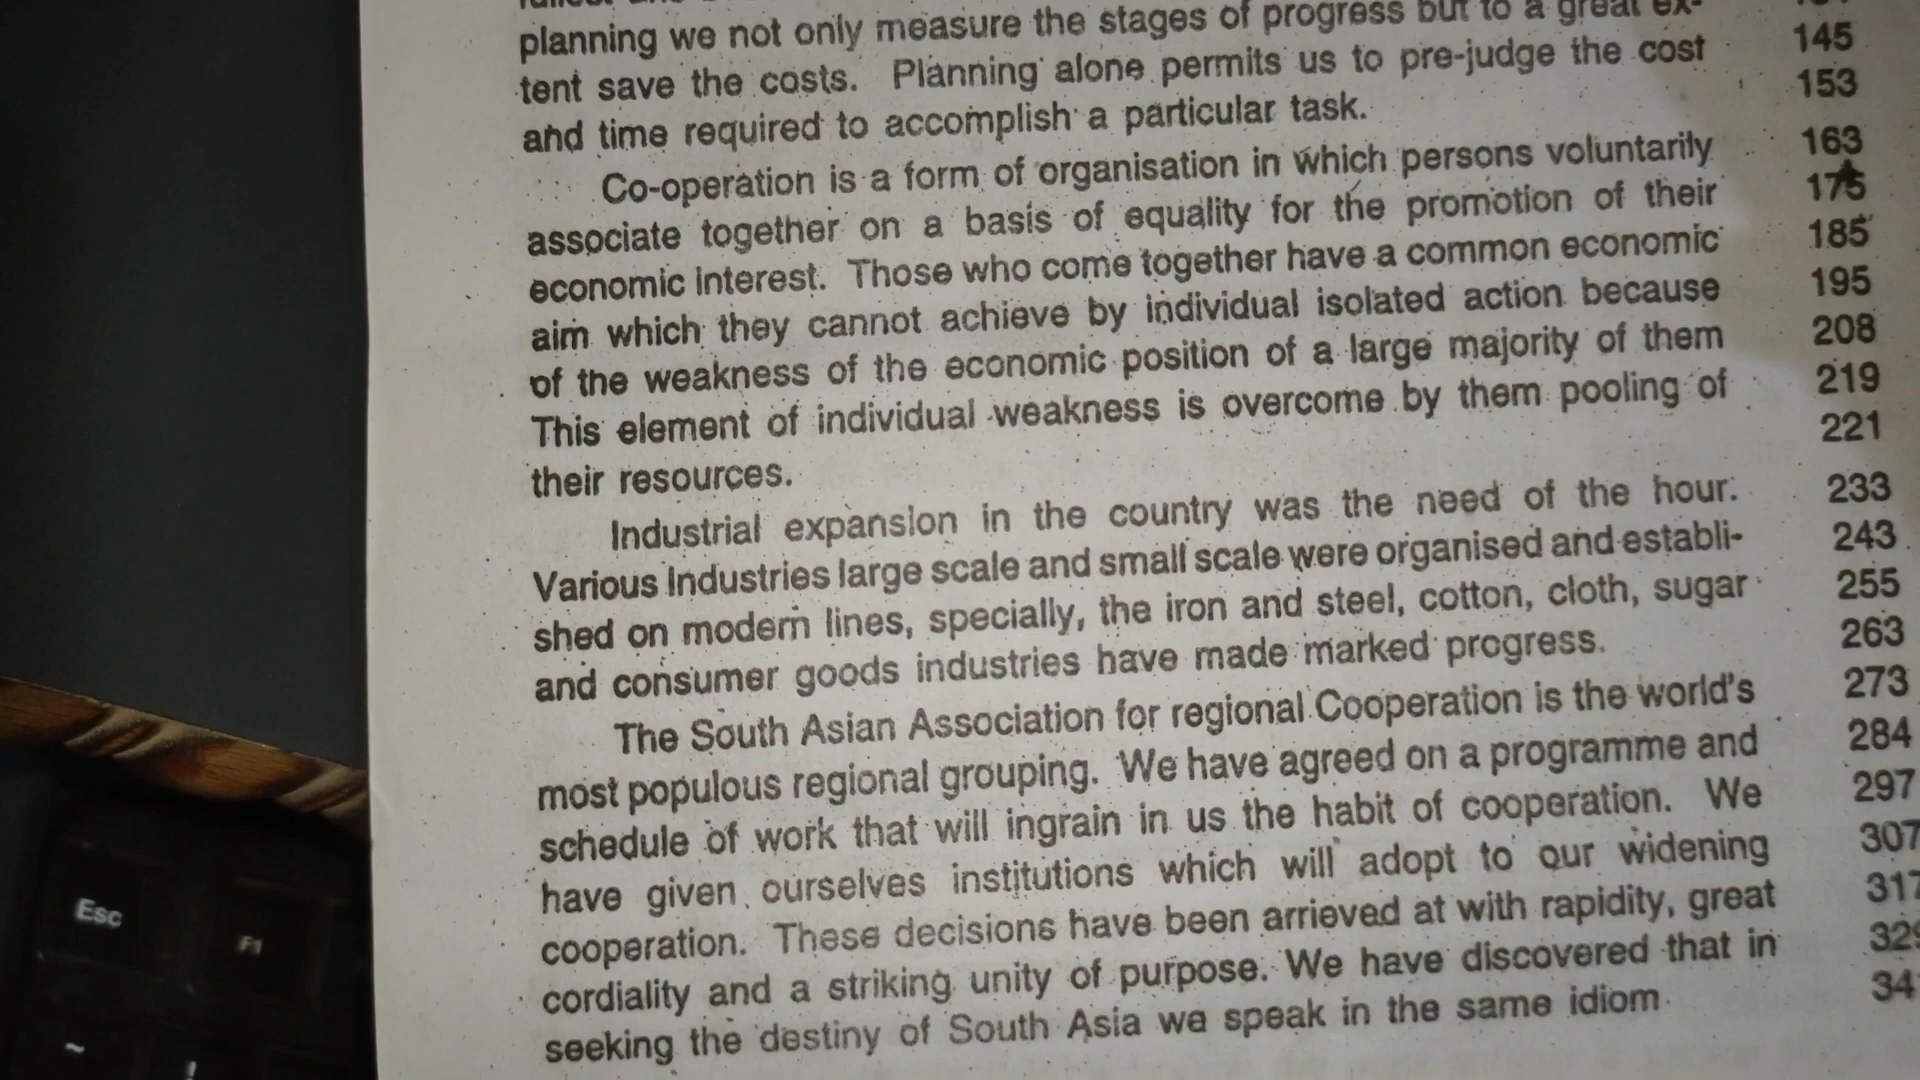 planning we not only measure the stages of progress but to a great ex-
tent save the costs. Planning alone permits us to pre-judge the cost 145
and time required to accomplish a particular task. 153
Co-operation is a form of organisation in which persons voluntarily 163
associate together on a basis of equality for the promotion of their 175
economic interest. Those who come together have a common economic 185
aim which they cannot achieve by individual isolated action because 195
of the weakness of the economic position of a large majority of them 208
This element of individual weakness is overcome by them pooling of 219
their resources. 221
Industrial expansion in the country was the need of the hour. 233
Various Industries large scale and small scale were organised and establi- 243
shed on modern lines, specially, the iron and steel, cotton, cloth, sugar 255
and consumer goods industries have made marked progress. 263
The South Asian Association for regional Cooperation is the world's 273
most populous regional grouping. We have agreed on a programme and 284
schedule of work that will ingrain in us the habit of cooperation. We 297
have given ourselves institutions which will adopt to our widening 307
cooperation. These decisions have been arrieved at with rapidity, great 317
cordiality and a striking unity of purpose. We have discovered that in
seeking the destiny of South Asia we speak in the same idiom
Esc
F1
~
!